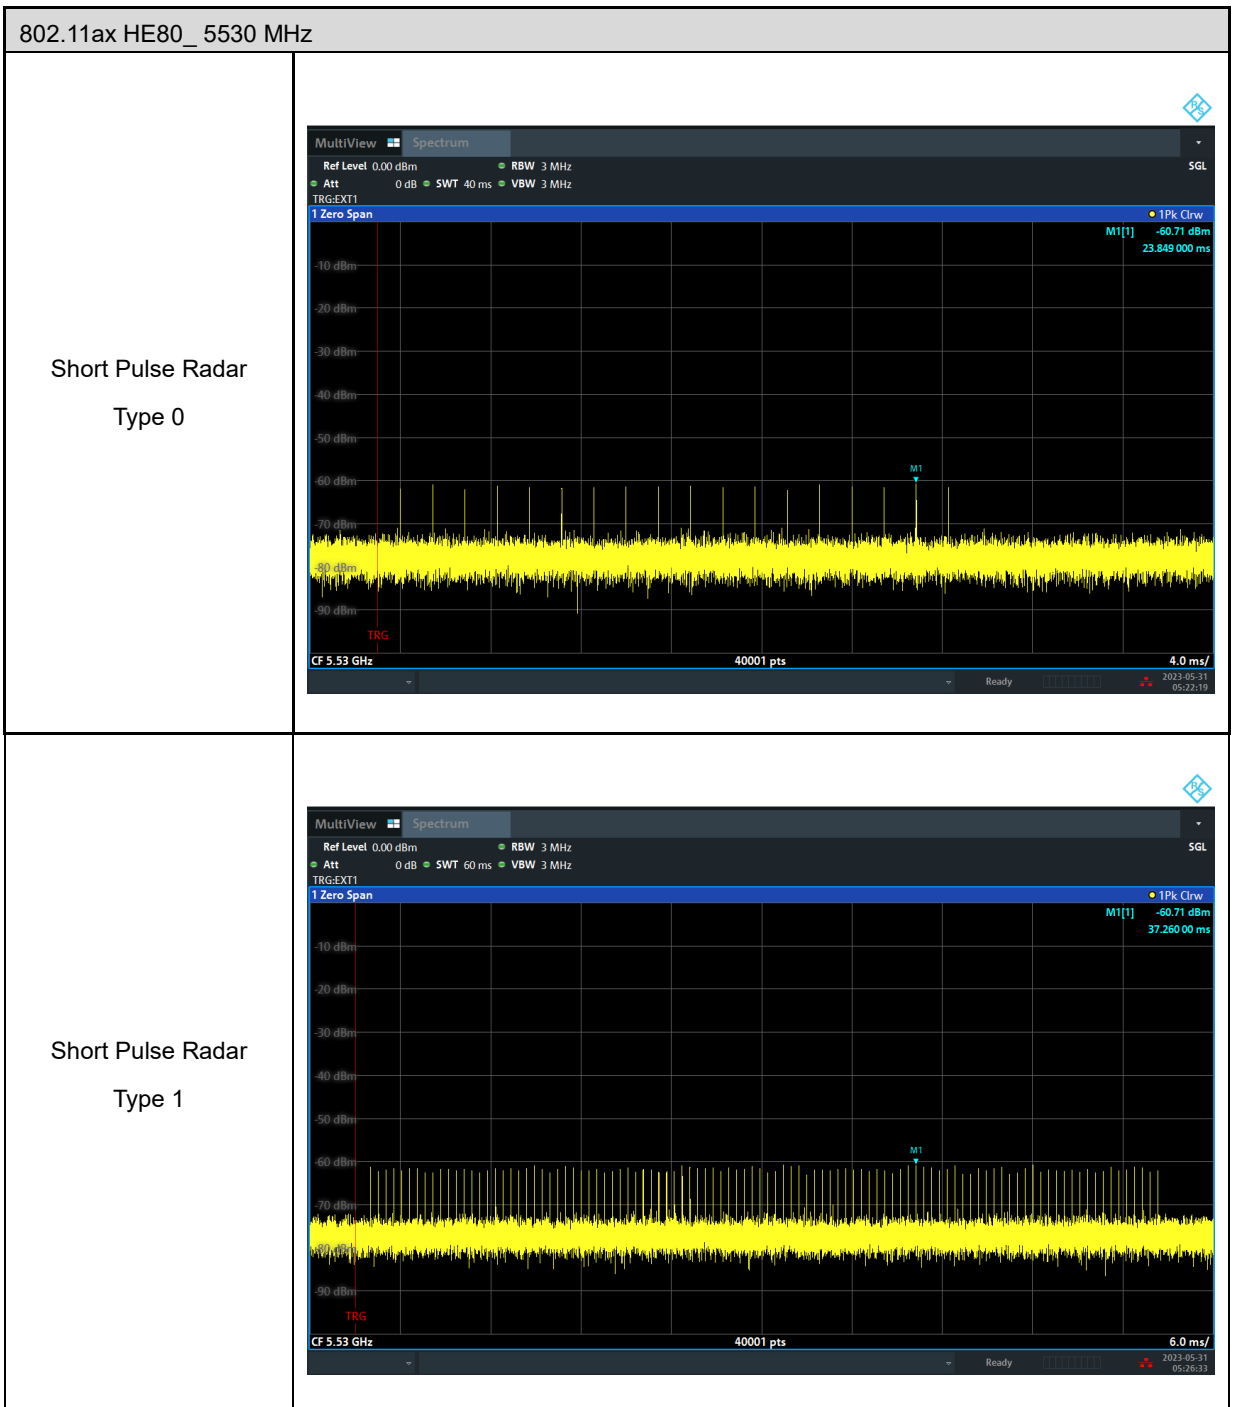 802.11ax HE80_ 5530 MHz
Short Pulse Radar
Type 0
R&S
MultiView Spectrum
Ref Level 0.00 dBm RBW 3 MHz SGL
Att 0 dB SWT 40 ms VBW 3 MHz
TRG:EXT1
1 Zero Span 1Pk Clrw
M1[1] -60.71 dBm
23.849 000 ms
-10 dBm
-20 dBm
-30 dBm
-40 dBm
-50 dBm
M1
-60 dBm
-70 dBm
-80 dBm
-90 dBm
TRG
CF 5.53 GHz 40001 pts 4.0 ms/
Ready 2023-05-31
05:22:19
Short Pulse Radar
Type 1
R&S
MultiView Spectrum
Ref Level 0.00 dBm RBW 3 MHz SGL
Att 0 dB SWT 60 ms VBW 3 MHz
TRG:EXT1
1 Zero Span 1Pk Clrw
M1[1] -60.71 dBm
37.260 00 ms
-10 dBm
-20 dBm
-30 dBm
-40 dBm
-50 dBm
M1
-60 dBm
-70 dBm
-80 dBm
-90 dBm
TRG
CF 5.53 GHz 40001 pts 6.0 ms/
Ready 2023-05-31
05:26:33